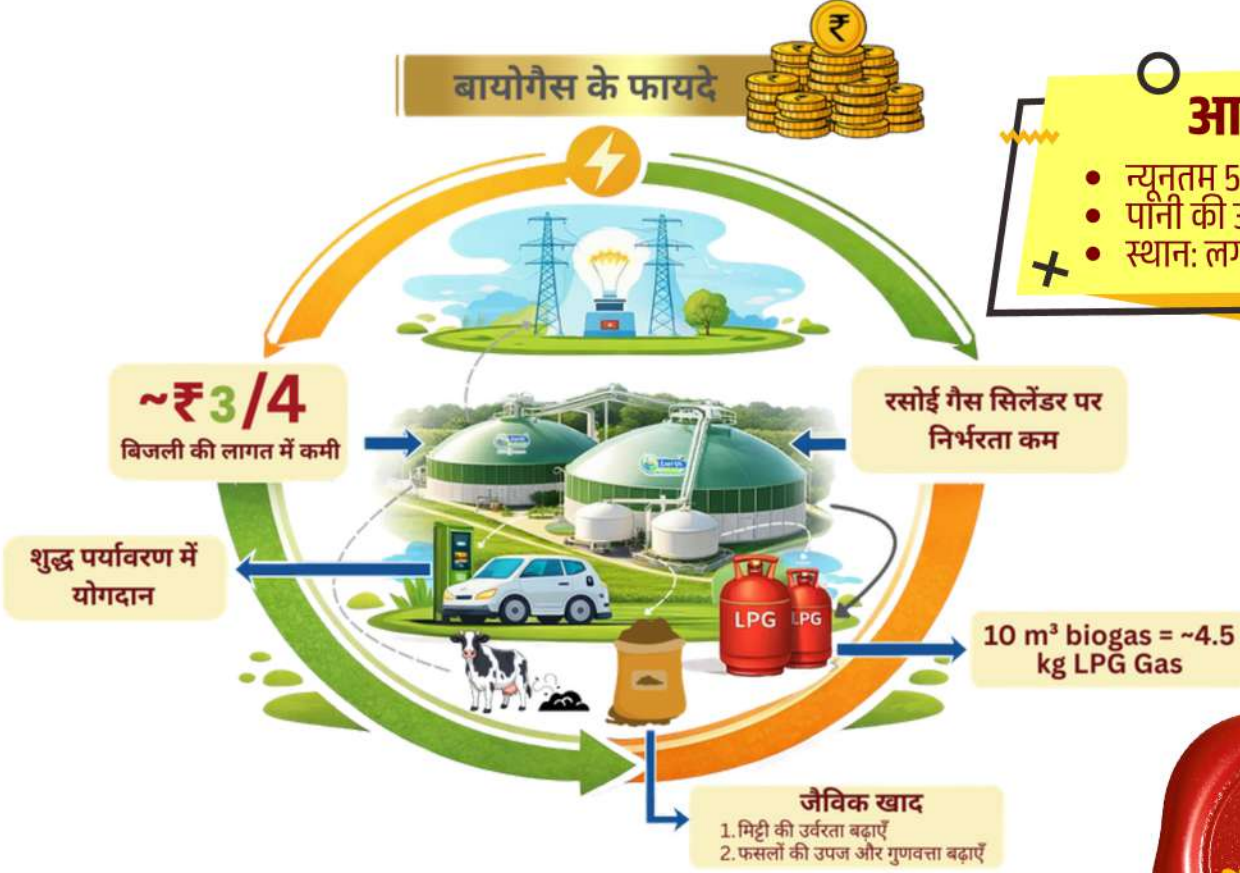 ₹
बायोगैस के फायदे
न्यूनतम 5
पानी की
स्थान:
~₹3/4
बिजली की लागत में कमी
रसोई गैस सिलेंडर पर
निर्भरता कम
शुद्ध पर्यावरण में
योगदान
LPG
LPG
10 m³ biogas = ~4.5
kg LPG Gas
जैविक खाद
1. मिट्टी की उर्वरता बढ़ाएँ
2. फसलों की उपज और गुणवत्ता बढ़ाएँ